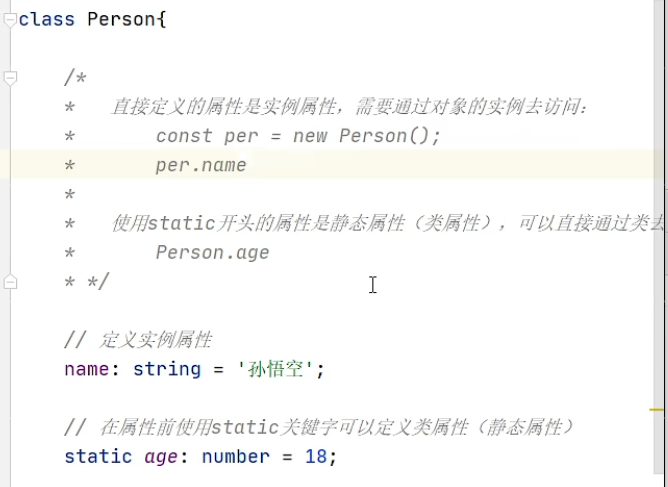 class Person{
/*
*   直接定义的属性是实例属性，需要通过对象的实例去访问：
*       const per = new Person();
*       per.name
*
*   使用static开头的属性是静态属性（类属性），可以直接通过类去
*       Person.age
* */
// 定义实例属性
name: string = '孙悟空';
// 在属性前使用static关键字可以定义类属性（静态属性）
static age: number = 18;